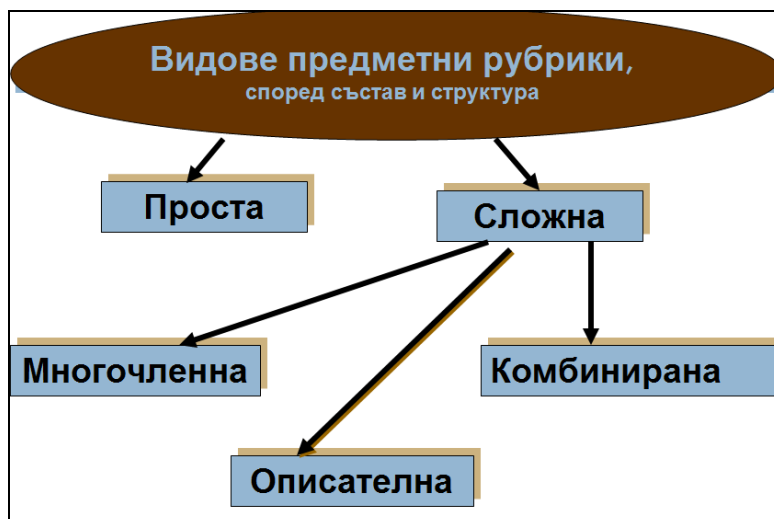 Видове предметни рубрики,
според състав и структура
Проста
Сложна
Многочленна
Комбинирана
Описателна